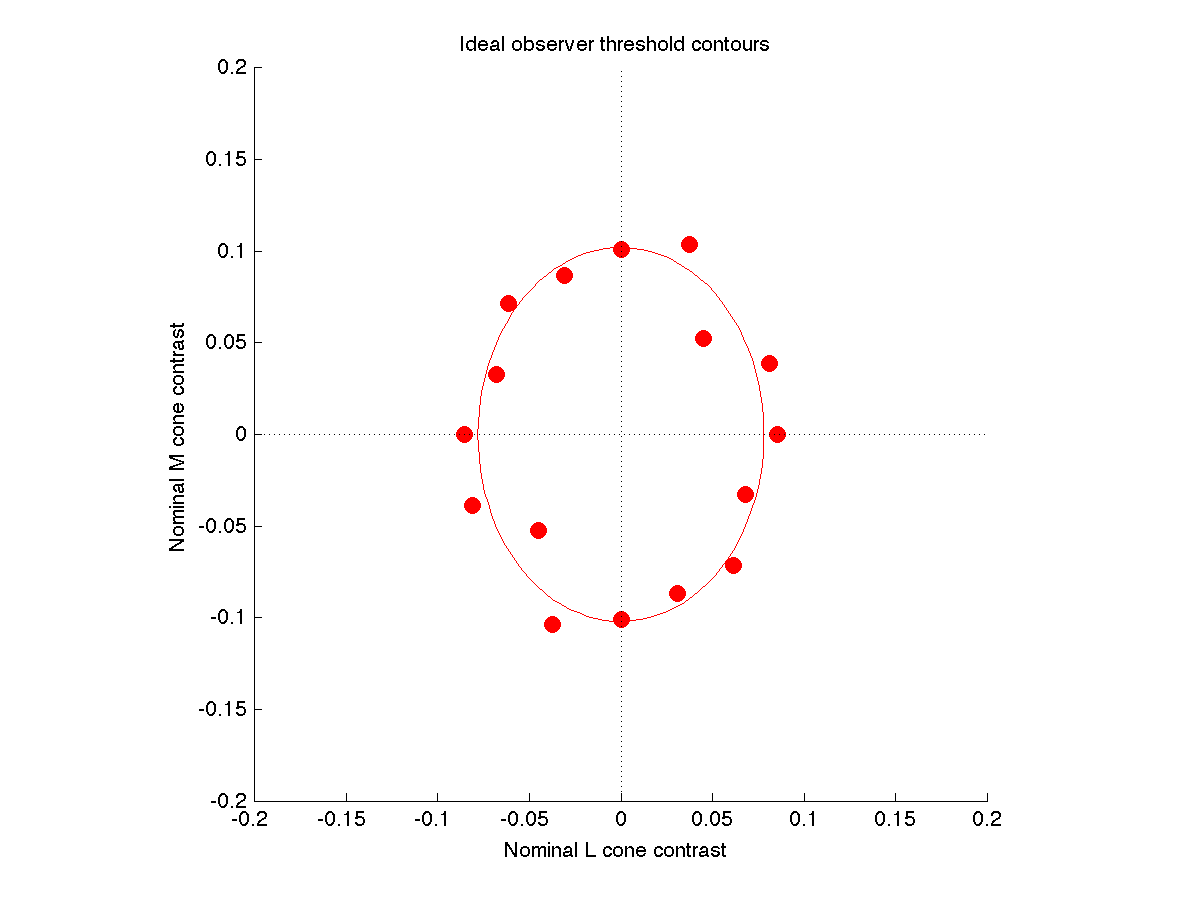 Ideal observer threshold contours
0.2
0.15
0.1
0.05
0
-0.05
-0.1
-0.15
-0.2
Nominal M cone contrast
-0.2 -0.15 -0.1 -0.05 0 0.05 0.1 0.15 0.2
Nominal L cone contrast